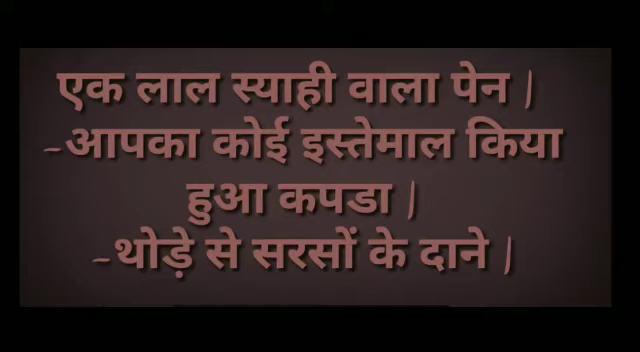 एक लाल स्याही वाला पेन |
-आपका कोई इस्तेमाल किया
हुआ कपडा |
-थोड़े से सरसों के दाने |